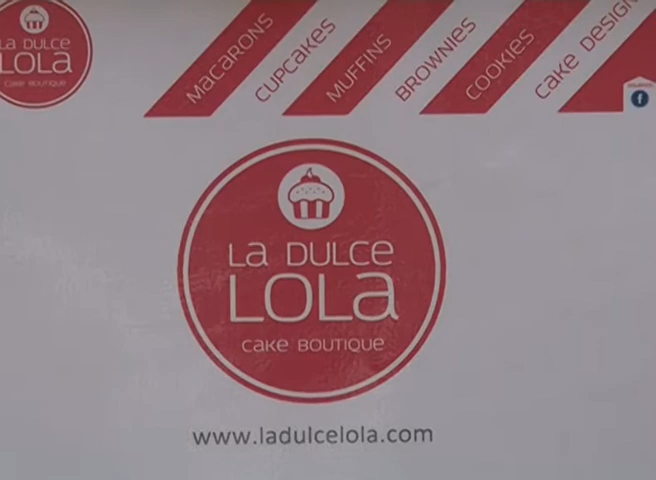 La DULCE
LOLa
cake BOUTIQUE
MacaRONS
CUPCakes
MUFFINS
BROWNIes
COOKIes
cake DesIGN
f
La DULCE
LOLa
cake BOUTIQUE
www.ladulcelola.com